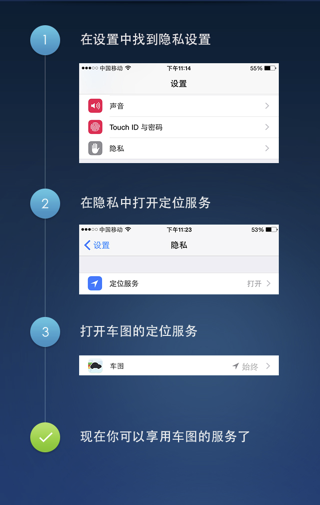 1 在设置中找到隐私设置
中国移动 下午11:14 55%
设置
声音
Touch ID 与密码
隐私
2 在隐私中打开定位服务
中国移动 下午11:23 53%
设置 隐私
定位服务 打开
3 打开车图的定位服务
车图 始终
现在你可以享用车图的服务了